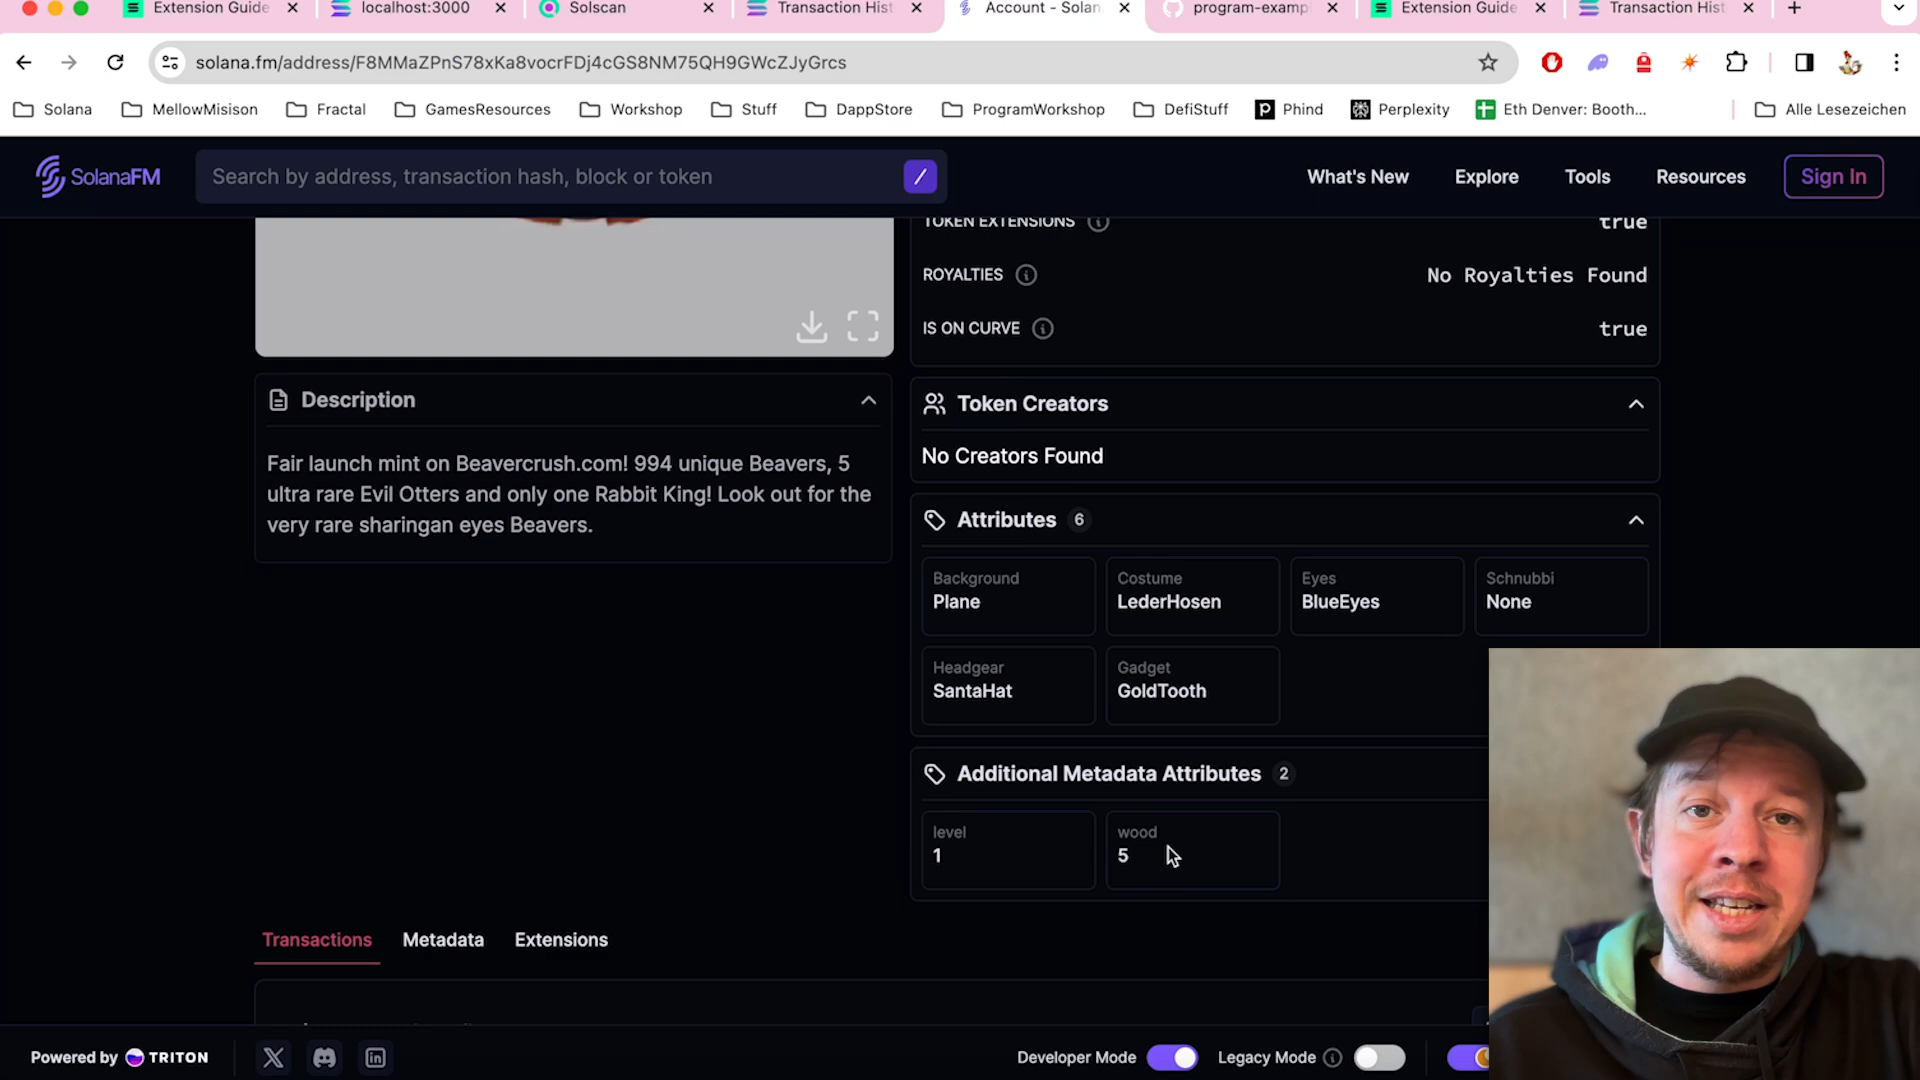 Extension Guide
localhost:3000
Solscan
Transaction Hist
Account - Solan
program-exampl
Extension Guide
Transaction Hist
solana.fm/address/F8MMaZPnS78xKa8vocrFDj4cGS8NM75QH9GWcZJyGrcs
Solana
MellowMisison
Fractal
GamesResources
Workshop
Stuff
DappStore
ProgramWorkshop
DefiStuff
Phind
Perplexity
Eth Denver: Booth...
Alle Lesezeichen
SolanaFM
Search by address, transaction hash, block or token
/
What's New
Explore
Tools
Resources
Sign In
TOKEN EXTENSIONS
true
ROYALTIES
No Royalties Found
IS ON CURVE
true
Description
Fair launch mint on Beavercrush.com! 994 unique Beavers, 5
ultra rare Evil Otters and only one Rabbit King! Look out for the
very rare sharingan eyes Beavers.
Token Creators
No Creators Found
Attributes 6
Background
Plane
Costume
LederHosen
Eyes
BlueEyes
Schnubbi
None
Headgear
SantaHat
Gadget
GoldTooth
Additional Metadata Attributes 2
level
1
wood
5
Transactions
Metadata
Extensions
Powered by TRITON
Developer Mode
Legacy Mode